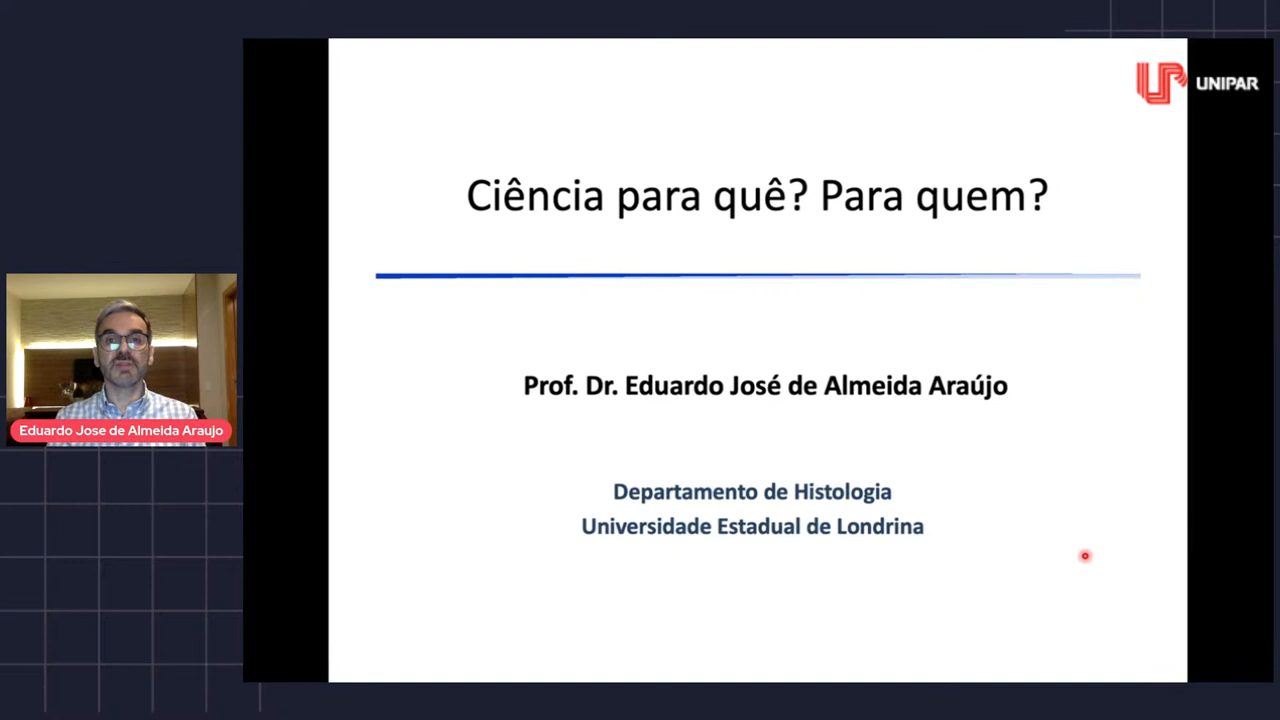 UNIPAR
Ciência para quê? Para quem?
Prof. Dr. Eduardo José de Almeida Araújo
Eduardo Jose de Almeida Araujo
Departamento de Histologia
Universidade Estadual de Londrina